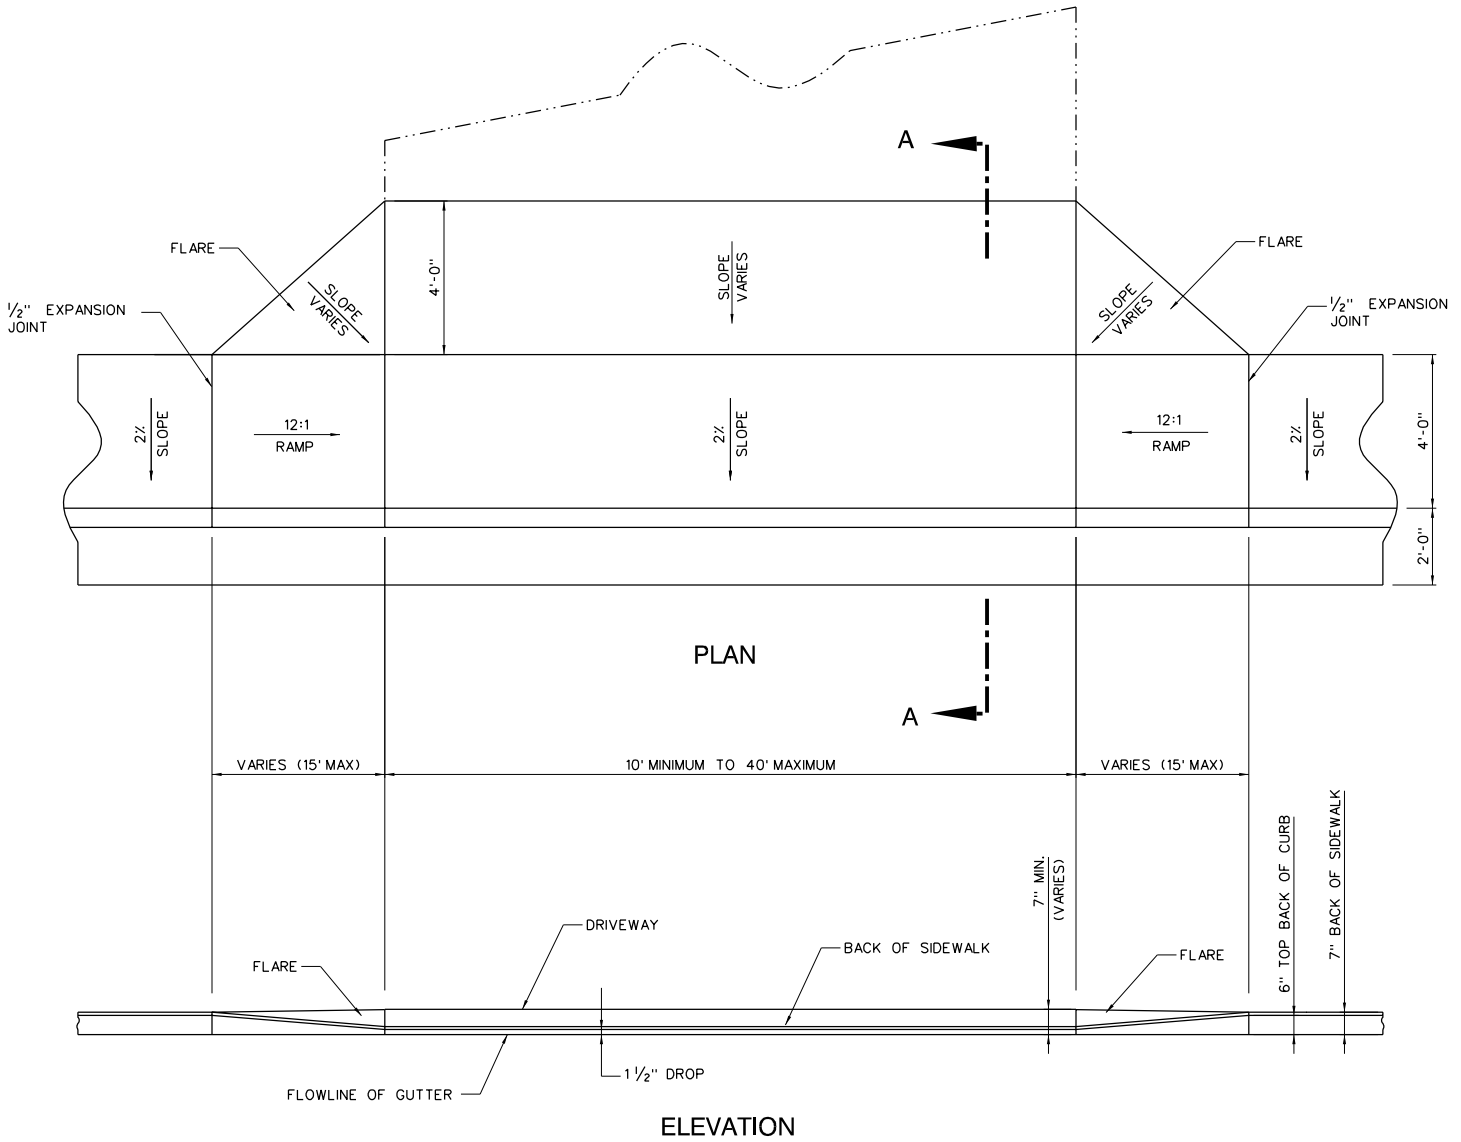 A
FLARE
FLARE
4'-0"
SLOPE
VARIES
SLOPE
VARIES
SLOPE
VARIES
1/2" EXPANSION
JOINT
1/2" EXPANSION
JOINT
2%
SLOPE
12:1
RAMP
2%
SLOPE
12:1
RAMP
2%
SLOPE
4'-0"
2'-0"
PLAN
A
VARIES (15' MAX)
10' MINIMUM TO 40' MAXIMUM
VARIES (15' MAX)
7" MIN.
(VARIES)
6" TOP BACK OF CURB
7" BACK OF SIDEWALK
DRIVEWAY
BACK OF SIDEWALK
FLARE
FLARE
1 1/2" DROP
FLOWLINE OF GUTTER
ELEVATION